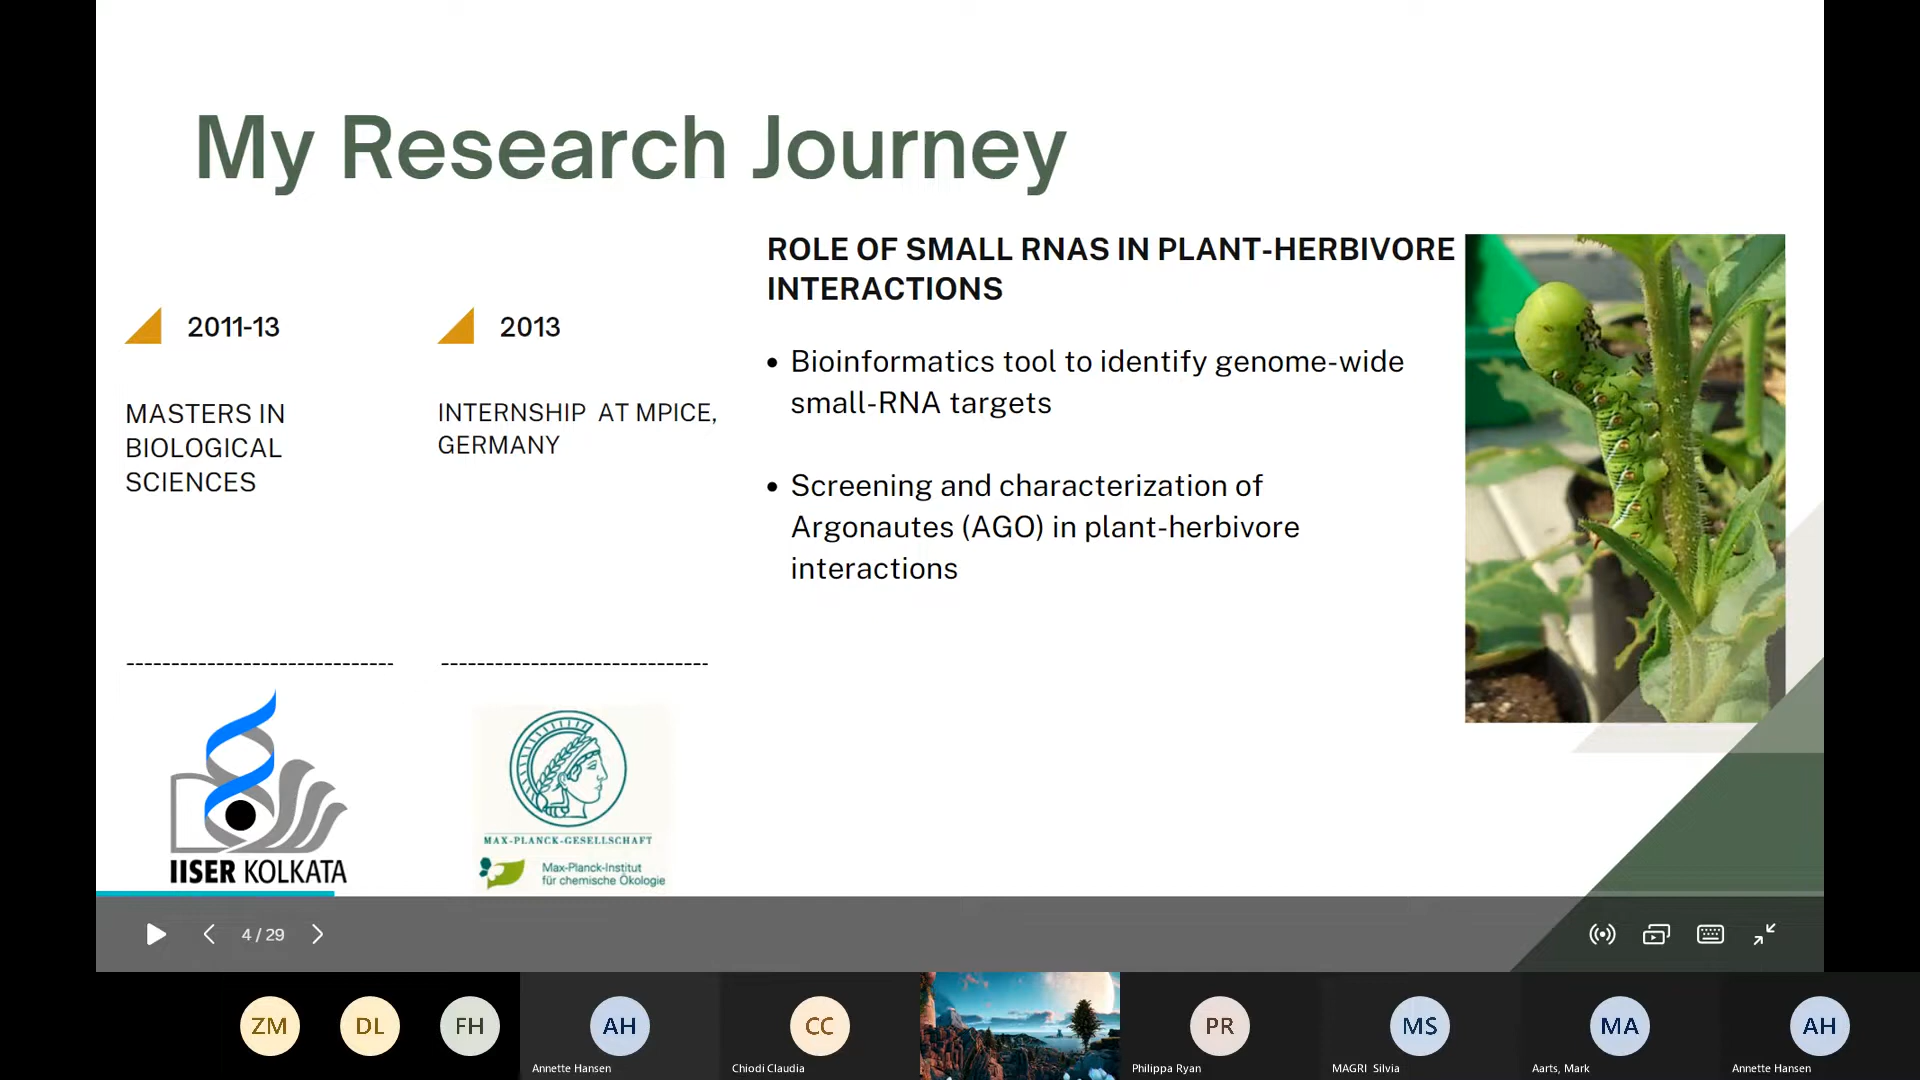 My Research Journey
2011-13
MASTERS IN
BIOLOGICAL
SCIENCES
------------------------------
IISER KOLKATA
2013
INTERNSHIP AT MPICE,
GERMANY
------------------------------
MAX-PLANCK-GESELLSCHAFT
Max-Planck-Institut
für chemische Ökologie
ROLE OF SMALL RNAS IN PLANT-HERBIVORE
INTERACTIONS
• Bioinformatics tool to identify genome-wide
small-RNA targets
• Screening and characterization of
Argonautes (AGO) in plant-herbivore
interactions
4 / 29
ZM
DL
FH
AH
Annette Hansen
CC
Chiodi Claudia
PR
Philippa Ryan
MS
MAGRI Silvia
MA
Aarts, Mark
AH
Annette Hansen